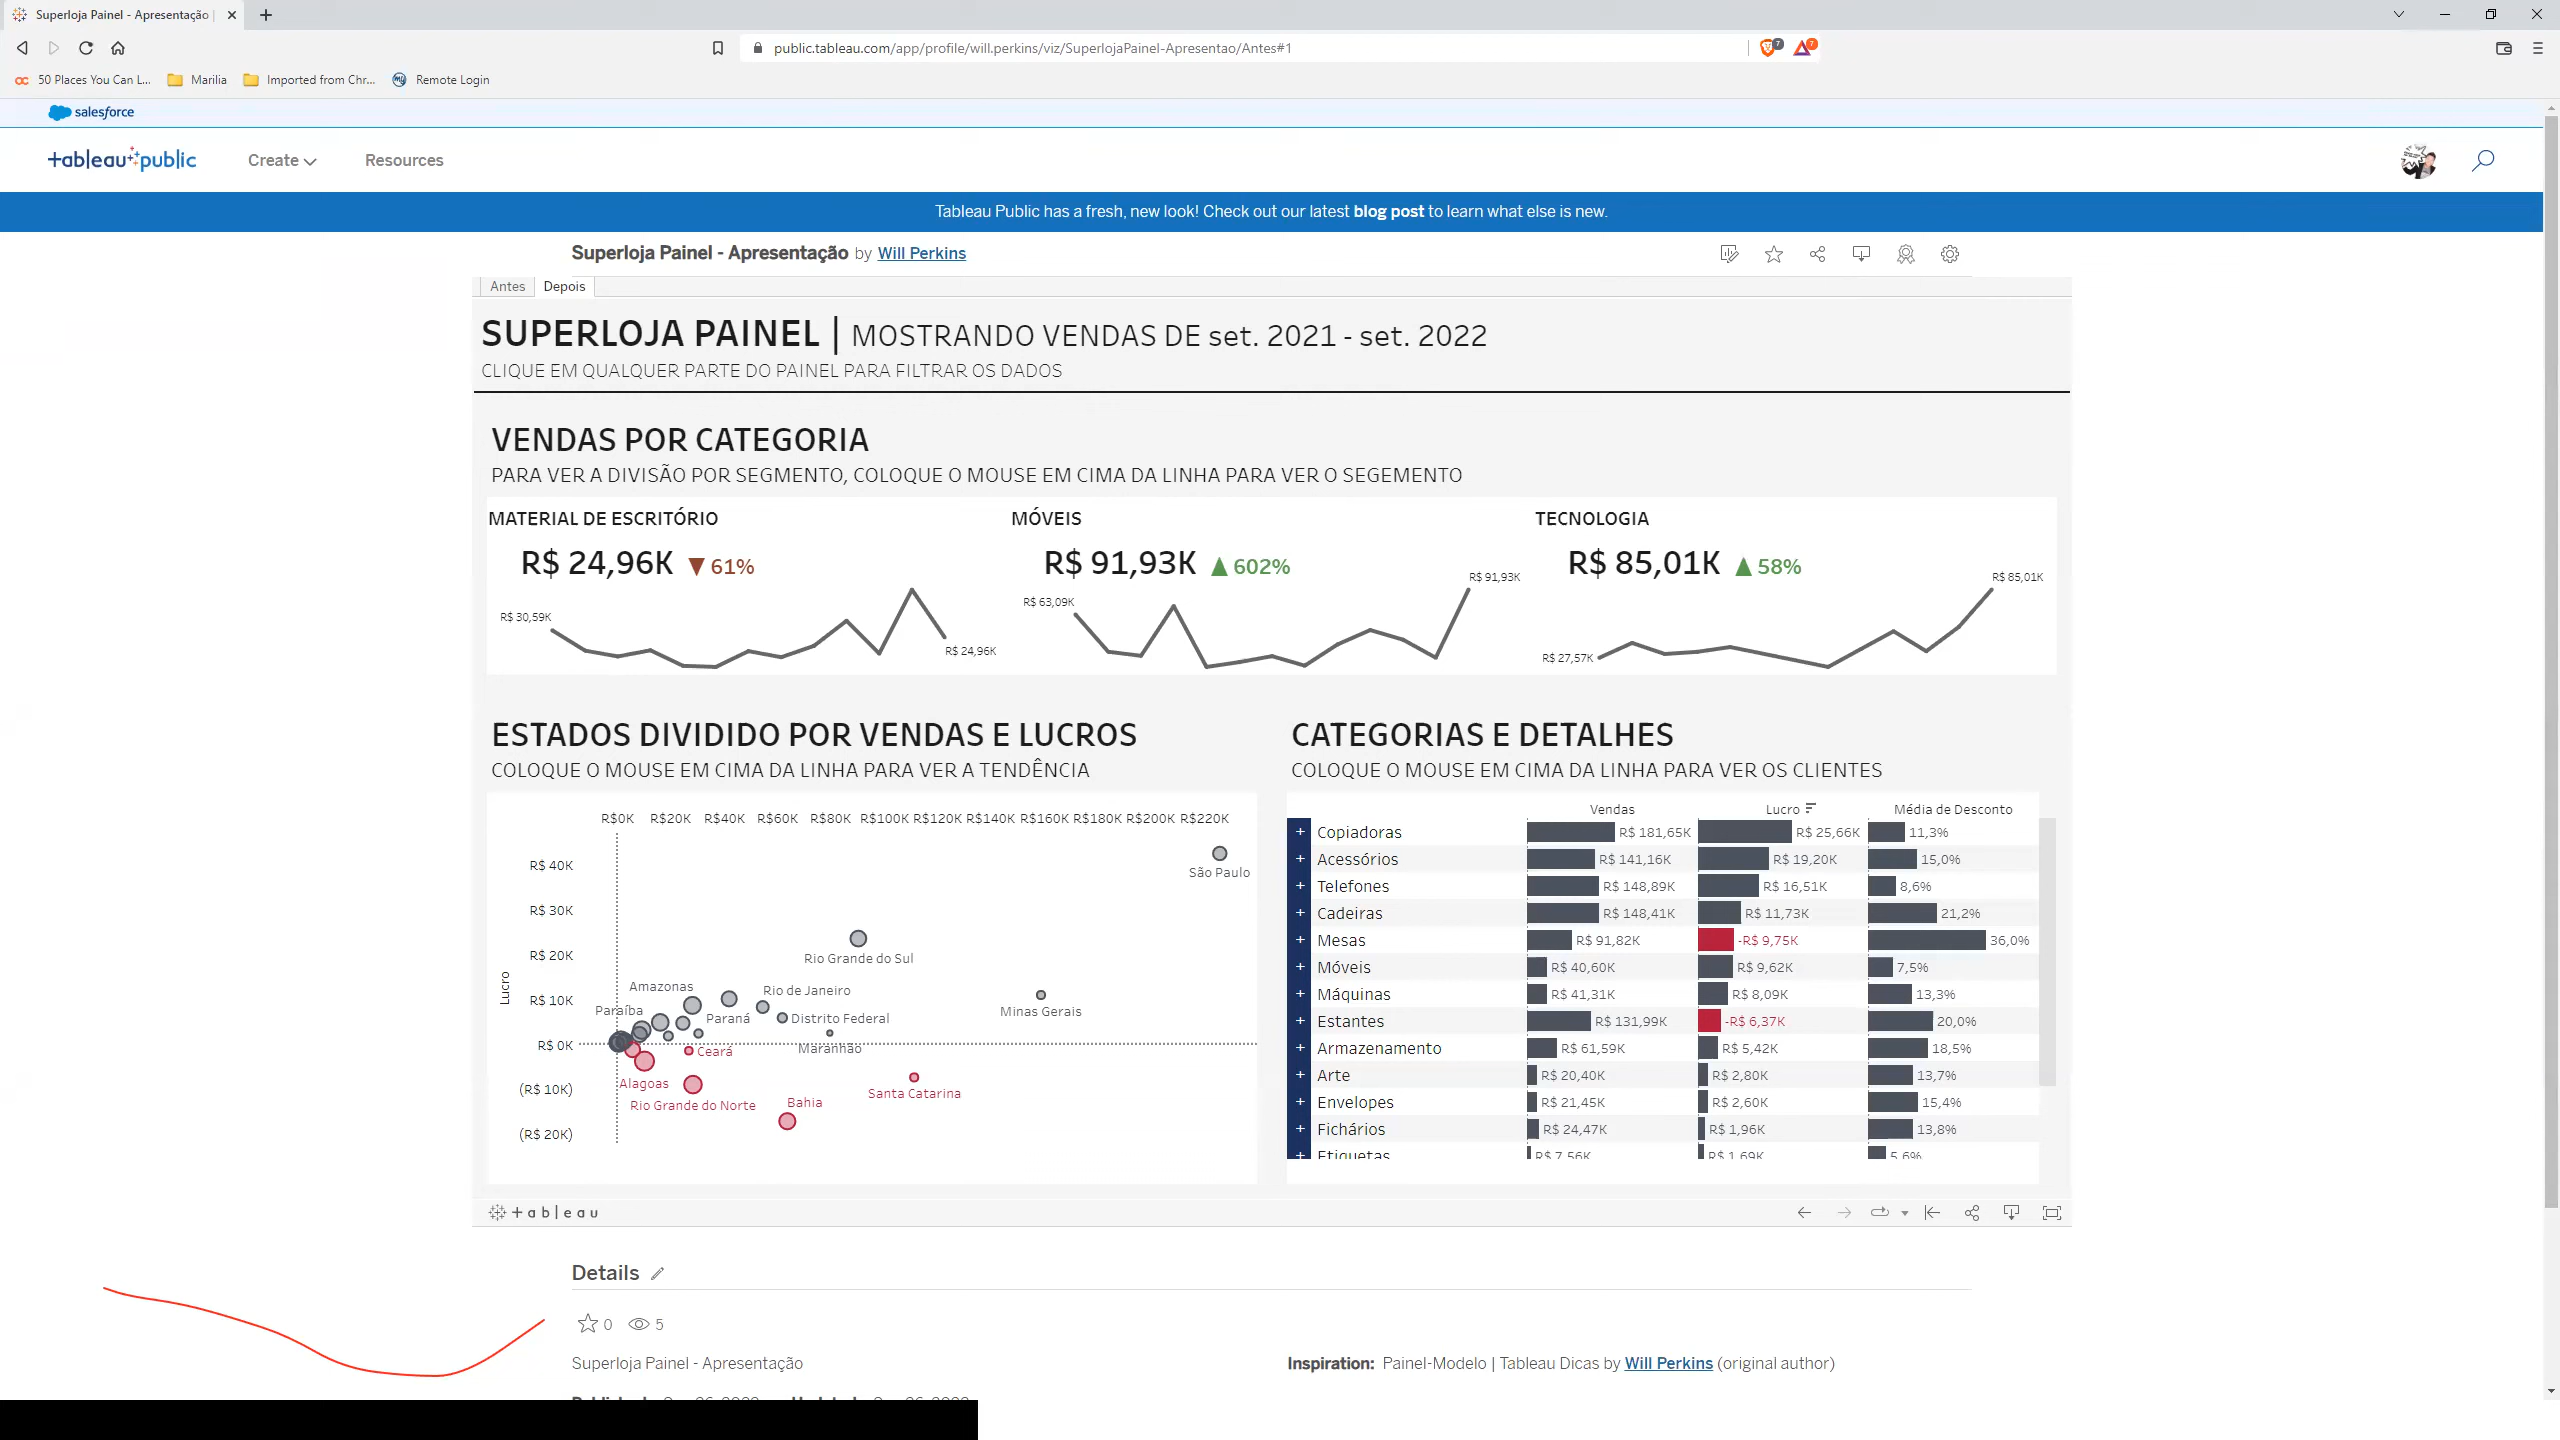 Superloja Painel - Apresentação
public.tableau.com/app/profile/will.perkins/viz/SuperlojaPainel-Apresentao/Antes#1
7
7
50 Places You Can L...
Marilia
Imported from Chr...
Remote Login
salesforce
+ableau+public
Create
Resources
Tableau Public has a fresh, new look! Check out our latest blog post to learn what else is new.
Superloja Painel - Apresentação by Will Perkins
Antes
Depois
SUPERLOJA PAINEL | MOSTRANDO VENDAS DE set. 2021 - set. 2022
CLIQUE EM QUALQUER PARTE DO PAINEL PARA FILTRAR OS DADOS
VENDAS POR CATEGORIA
PARA VER A DIVISÃO POR SEGMENTO, COLOQUE O MOUSE EM CIMA DA LINHA PARA VER O SEGEMENTO
MATERIAL DE ESCRITÓRIO
R$ 24,96K ▼ 61%
R$ 30,59K
R$ 24,96K
MÓVEIS
R$ 91,93K ▲ 602%
R$ 63,09K
R$ 91,93K
TECNOLOGIA
R$ 85,01K ▲ 58%
R$ 27,57K
R$ 85,01K
ESTADOS DIVIDIDO POR VENDAS E LUCROS
COLOQUE O MOUSE EM CIMA DA LINHA PARA VER A TENDÊNCIA
R$0K R$20K R$40K R$60K R$80K R$100K R$120K R$140K R$160K R$180K R$200K R$220K
Lucro
R$ 40K
R$ 30K
R$ 20K
R$ 10K
R$ 0K
(R$ 10K)
(R$ 20K)
São Paulo
Rio Grande do Sul
Amazonas
Rio de Janeiro
Paraíba
Paraná
Distrito Federal
Minas Gerais
Maranhão
Ceará
Alagoas
Santa Catarina
Rio Grande do Norte
Bahia
CATEGORIAS E DETALHES
COLOQUE O MOUSE EM CIMA DA LINHA PARA VER OS CLIENTES
Vendas Lucro Média de Desconto
+ Copiadoras R$ 181,65K R$ 25,66K 11,3%
+ Acessórios R$ 141,16K R$ 19,20K 15,0%
+ Telefones R$ 148,89K R$ 16,51K 8,6%
+ Cadeiras R$ 148,41K R$ 11,73K 21,2%
+ Mesas R$ 91,82K -R$ 9,75K 36,0%
+ Móveis R$ 40,60K R$ 9,62K 7,5%
+ Máquinas R$ 41,31K R$ 8,09K 13,3%
+ Estantes R$ 131,99K -R$ 6,37K 20,0%
+ Armazenamento R$ 61,59K R$ 5,42K 18,5%
+ Arte R$ 20,40K R$ 2,80K 13,7%
+ Envelopes R$ 21,45K R$ 2,60K 15,4%
+ Fichários R$ 24,47K R$ 1,96K 13,8%
+ Etiquetas R$ 7,56K R$ 1,69K 5,6%
+ableau
Details
0 5
Superloja Painel - Apresentação
Inspiration: Painel-Modelo | Tableau Dicas by Will Perkins (original author)